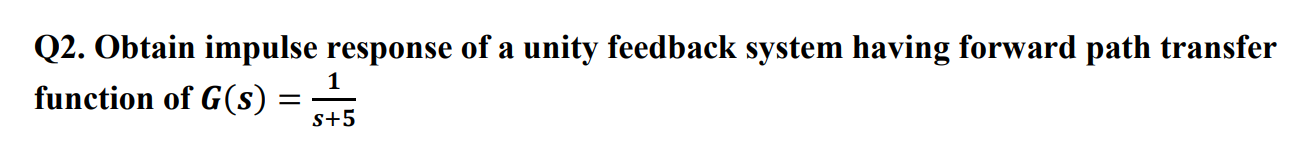 Q2. Obtain impulse response of a unity feedback system having forward path transfer
function of G(s) = 1/(s+5)